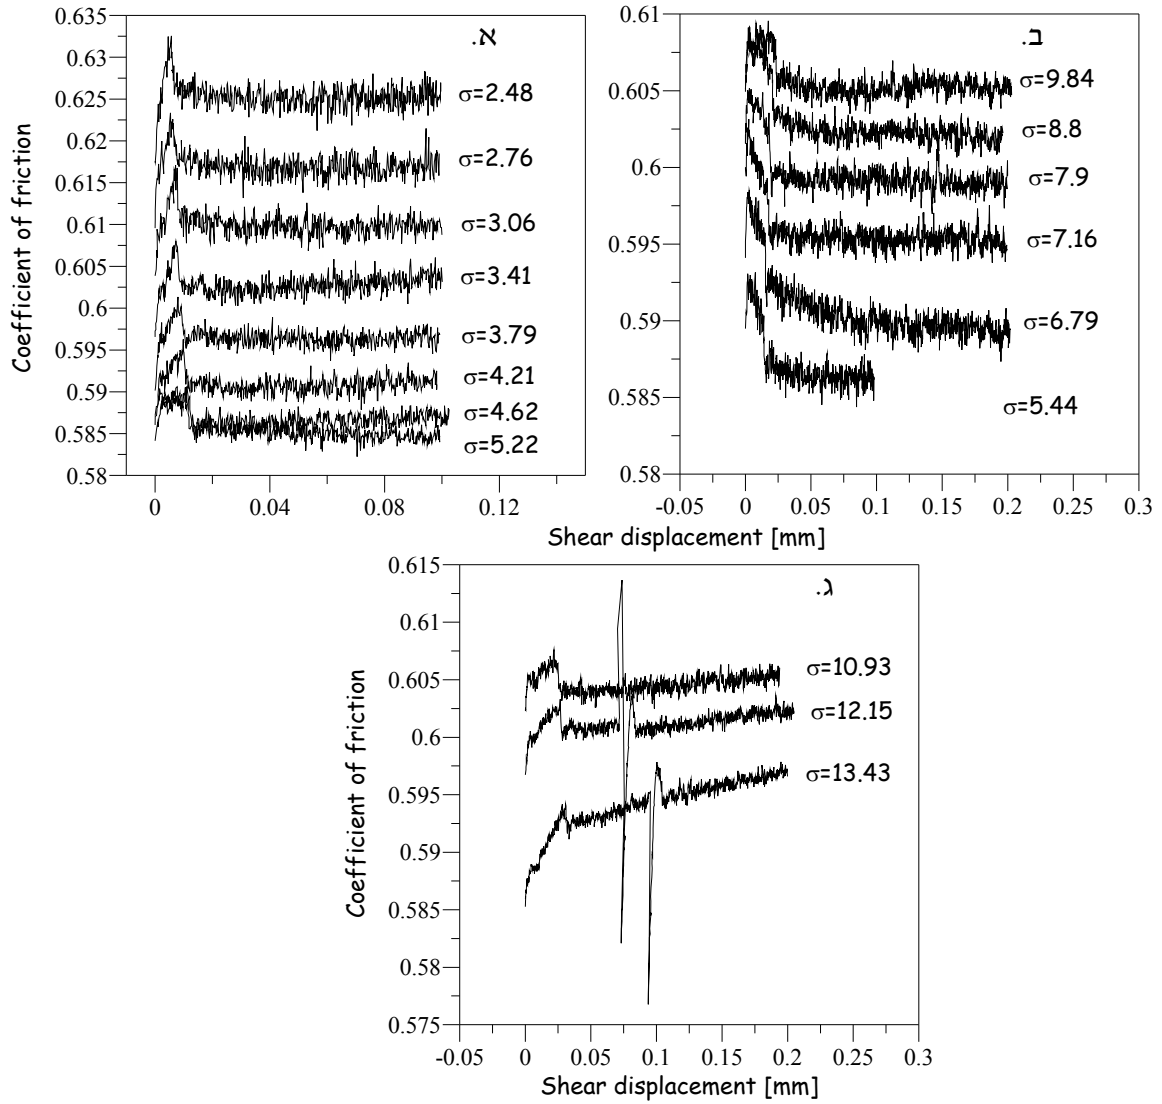 א.
0.635
0.63
0.625
0.62
0.615
0.61
0.605
0.6
0.595
0.59
0.585
0.58
Coefficient of friction
σ=2.48
σ=2.76
σ=3.06
σ=3.41
σ=3.79
σ=4.21
σ=4.62
σ=5.22
0 0.04 0.08 0.12
ב.
0.61
0.605
0.6
0.595
0.59
0.585
0.58
σ=9.84
σ=8.8
σ=7.9
σ=7.16
σ=6.79
σ=5.44
-0.05 0 0.05 0.1 0.15 0.2 0.25 0.3
Shear displacement [mm]
ג.
0.615
0.61
0.605
0.6
0.595
0.59
0.585
0.58
0.575
Coefficient of friction
σ=10.93
σ=12.15
σ=13.43
-0.05 0 0.05 0.1 0.15 0.2 0.25 0.3
Shear displacement [mm]